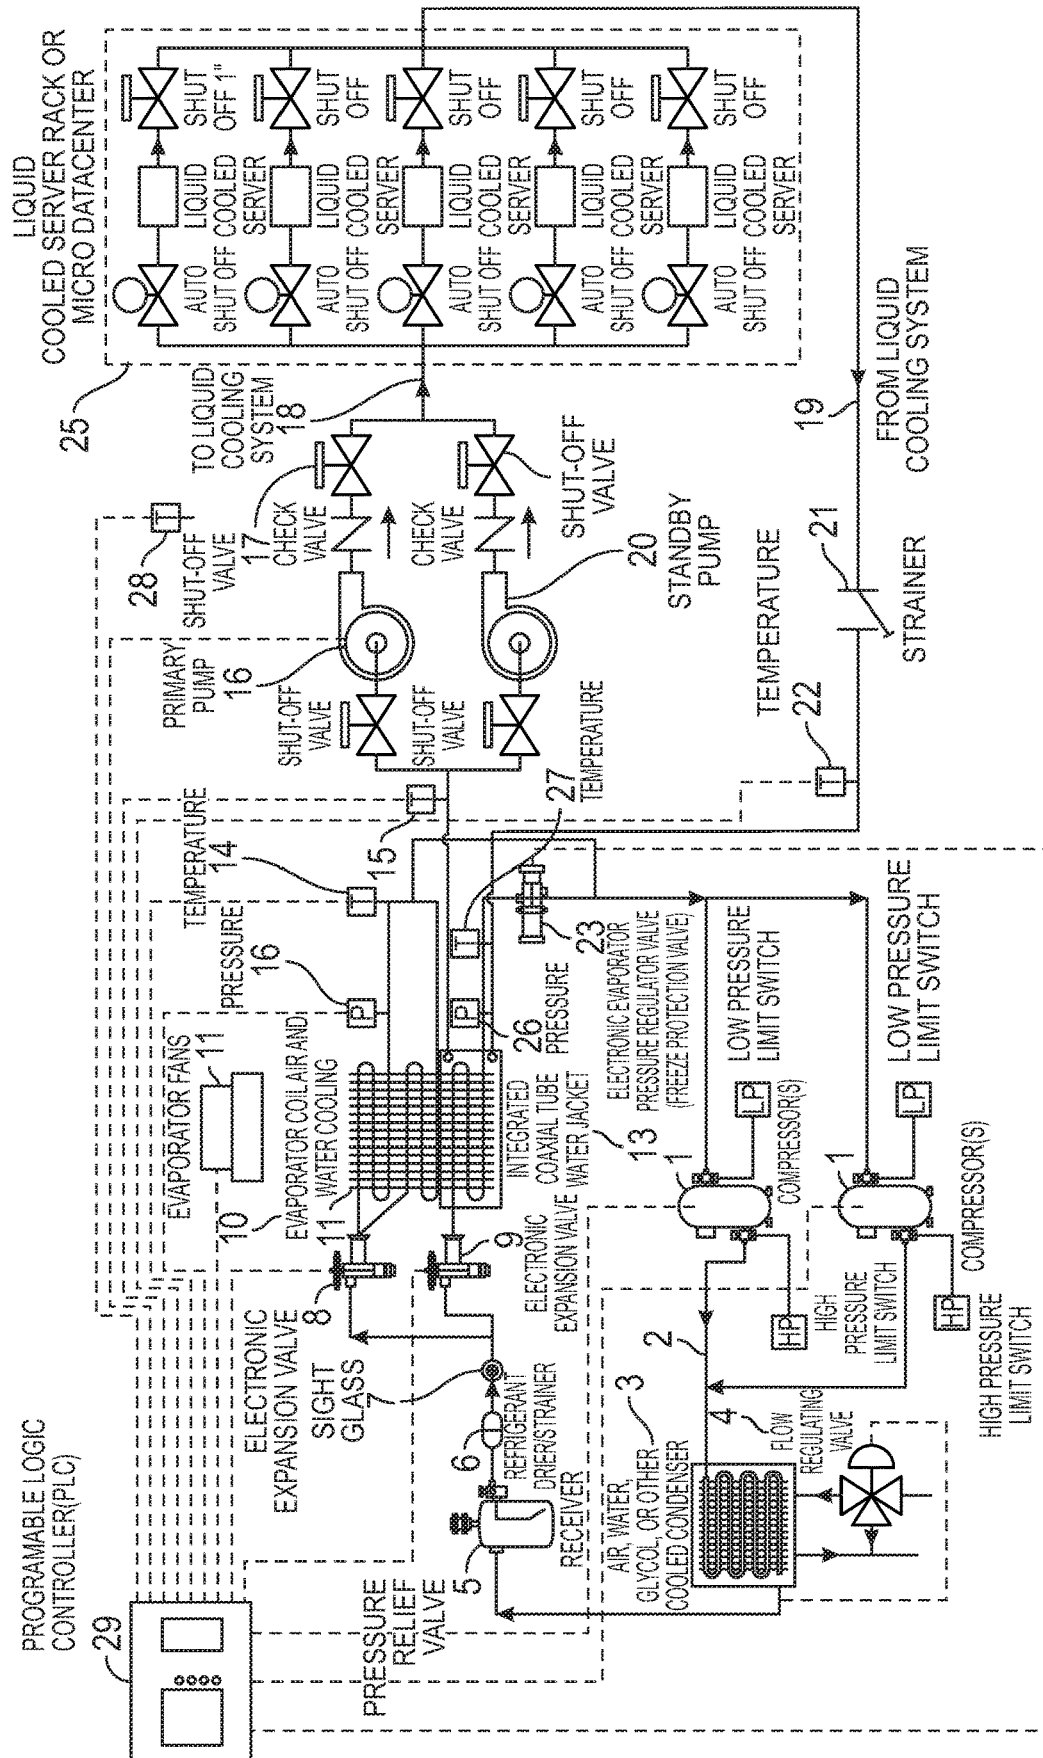 PROGRAMABLE LOGIC
CONTROLLER(PLC)
29
ELECTRONIC
EXPANSION VALVE
SIGHT
GLASS
7
PRESSURE
RELIEF
VALVE
5
6
REFRIGERANT
DRIER/STRAINER
RECEIVER
8
9
ELECTRONIC
EXPANSION VALVE
EVAPORATOR FANS
11
10
EVAPORATOR COIL AIR AND
WATER COOLING
11
INTEGRATED
COAXIAL TUBE
WATER JACKET
13
PRESSURE
16
P
TEMPERATURE
14
T
15
T
P
26
PRESSURE
T
27
TEMPERATURE
23
ELECTRONIC EVAPORATOR
PRESSURE REGULATOR VALVE
(FREEZE PROTECTION VALVE)
28
T
PRIMARY
PUMP
16
SHUT-OFF
VALVE
SHUT-OFF
VALVE
SHUT-OFF
VALVE
17
CHECK
VALVE
CHECK
VALVE
SHUT-OFF
VALVE
20
STANDBY
PUMP
TO LIQUID
COOLING
SYSTEM
18
25
LIQUID
COOLED SERVER RACK OR
MICRO DATACENTER
AUTO
SHUT OFF
LIQUID
COOLED
SERVER
SHUT
OFF 1"
AUTO
SHUT OFF
LIQUID
COOLED
SERVER
SHUT
OFF
AUTO
SHUT OFF
LIQUID
COOLED
SERVER
SHUT
OFF
AUTO
SHUT OFF
LIQUID
COOLED
SERVER
SHUT
OFF
AUTO
SHUT OFF
LIQUID
COOLED
SERVER
SHUT
OFF
19
FROM LIQUID
COOLING SYSTEM
21
STRAINER
TEMPERATURE
22
T
LOW PRESSURE
LIMIT SWITCH
LP
COMPRESSOR(S)
1
HP
HIGH
PRESSURE
LIMIT SWITCH
LOW PRESSURE
LIMIT SWITCH
LP
COMPRESSOR(S)
1
HP
HIGH PRESSURE
LIMIT SWITCH
2
3
AIR, WATER,
GLYCOL, OR OTHER
COOLED CONDENSER
4
FLOW
REGULATING
VALVE